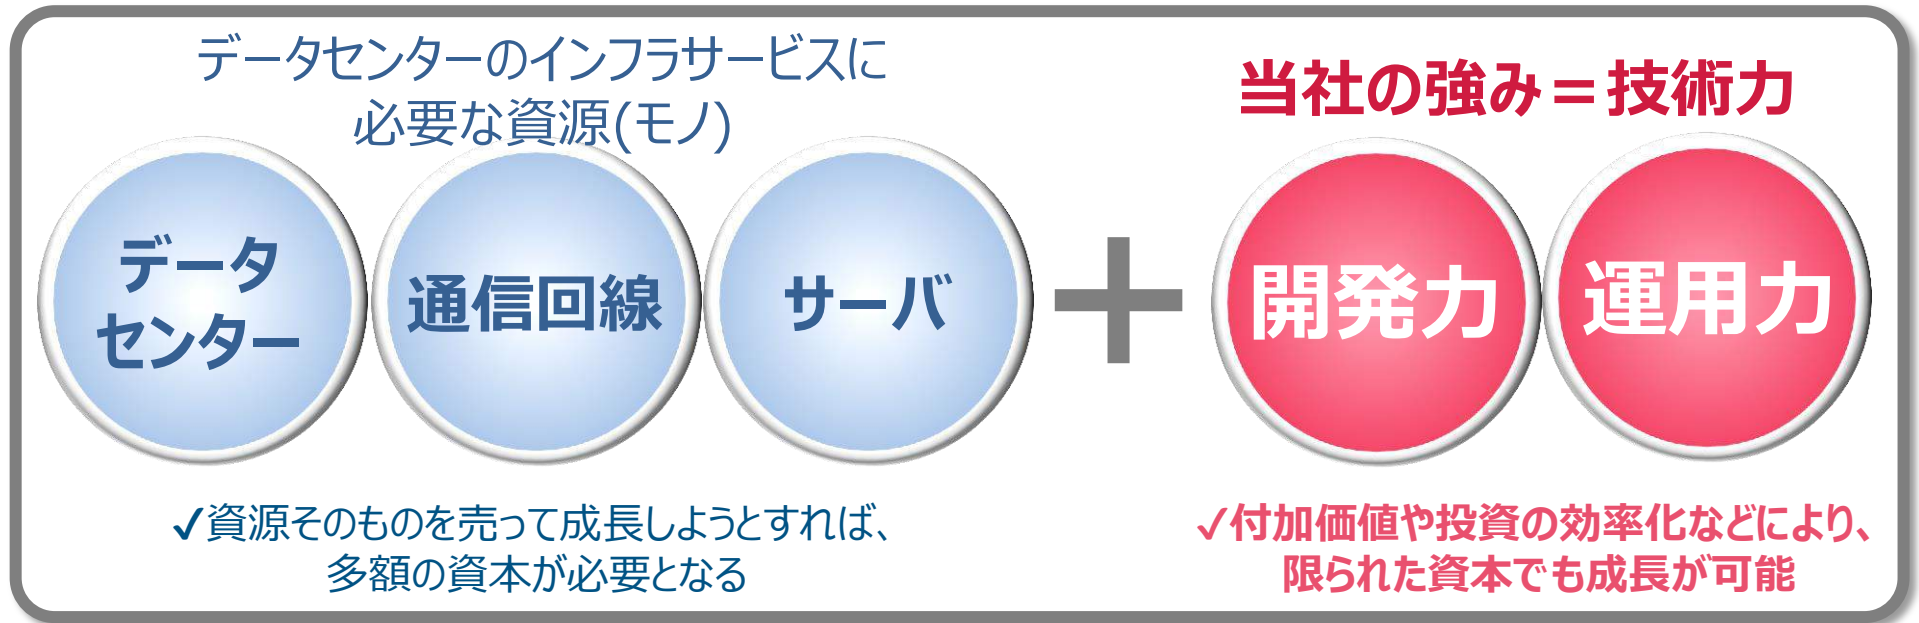 データセンターのインフラサービスに
必要な資源(モノ)
データ
センター
通信回線
サーバ
✓資源そのものを売って成長しようとすれば、
多額の資本が必要となる
+
当社の強み＝技術力
開発力
運用力
✓付加価値や投資の効率化などにより、
限られた資本でも成長が可能